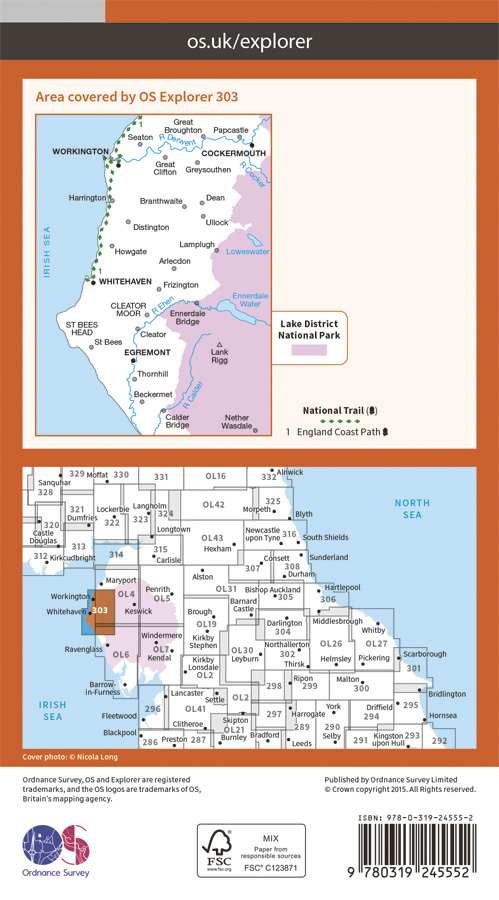 os.uk/explorer
Area covered by OS Explorer 303
1
Great
Broughton
Papcastle
Seaton
R Derwent
WORKINGTON
COCKERMOUTH
Great
Clifton
Greysouthen
R Cocker
Harrington
Branthwaite
Dean
Ullock
Distington
IRISH SEA
Howgate
Lamplugh
Loweswater
Arlecdon
1
WHITEHAVEN
Frizington
CLEATOR
MOOR
R Ehen
Ennerdale
Water
Ennerdale
Bridge
ST BEES
HEAD
Cleator
St Bees
Lank
Rigg
EGREMONT
Thornhill
R Calder
Beckermet
Calder
Bridge
Nether
Wasdale
Lake District
National Park
National Trail
1 England Coast Path
329 Moffat 330 331 OL16 332 Alnwick
Sanquhar
328
OL42
325
Morpeth
Blyth
NORTH
SEA
321
Dumfries
Lockerbie
322
Langholm
323
324
320
Castle
Douglas
313
Longtown
OL43
Hexham
Newcastle
upon Tyne
316
South Shields
312 Kirkcudbright
314
315
Carlisle
Sunderland
307
Consett
308
Durham
Alston
Maryport
OL4
Penrith
OL5
OL31
Bishop Auckland
305
Hartlepool
306
Workington
Whitehaven
303
Keswick
Brough
OL19
Barnard
Castle
Darlington
304
Middlesbrough
Whitby
Ravenglass
OL6
Windermere
OL7
Kendal
Kirkby
Stephen
OL30
Leyburn
Northallerton
302
Thirsk
OL26
Helmsley
OL27
Pickering
Scarborough
301
Kirkby
Lonsdale
OL2
Barrow-
in-Furness
298
Ripon
299
Malton
300
Bridlington
IRISH
SEA
296
Lancaster
OL41
Settle
OL2
297
Harrogate
York
Driffield
294
295
Hornsea
Fleetwood
Clitheroe
Skipton
OL21
289
290
Selby
Blackpool
286
Preston
287
Burnley
Bradford
Leeds
291
Kingston
upon Hull
293
292
Cover photo: © Nicola Long
Ordnance Survey, OS and Explorer are registered
trademarks, and the OS logos are trademarks of OS,
Britain's mapping agency.
Published by Ordnance Survey Limited
© Crown copyright 2015. All Rights reserved.
OS
Ordnance Survey
FSC
www.fsc.org
MIX
Paper from
responsible sources
FSC® C123871
ISBN: 978-0-319-24555-2
9 780319 245552